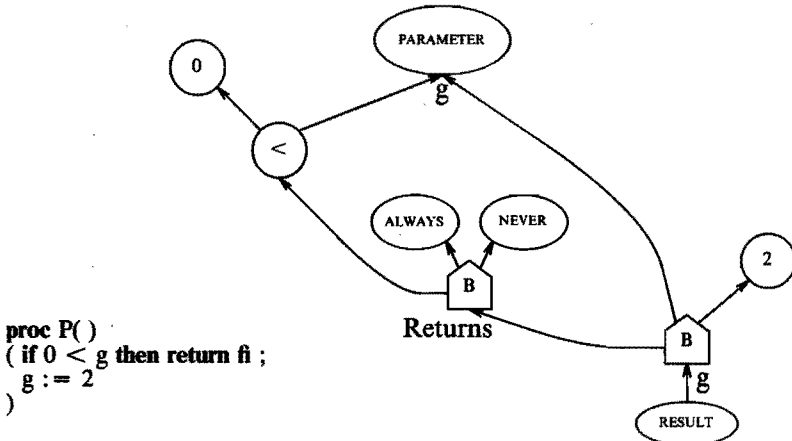 PARAMETER
0
g
<
ALWAYS
NEVER
2
B
Returns
B
g
RESULT
proc P( )
( if 0 < g then return fi ;
g := 2
)